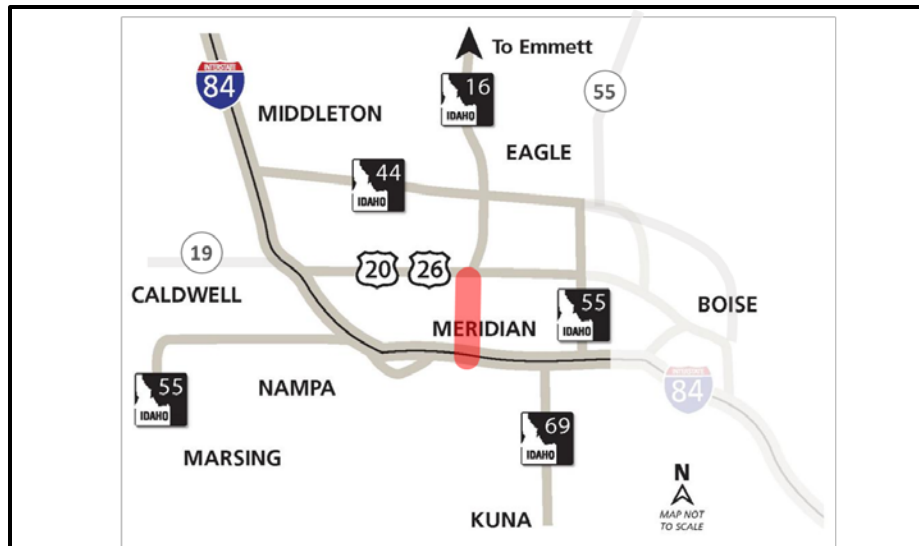 To Emmett
INTERSTATE
84
16
IDAHO
55
MIDDLETON
EAGLE
44
IDAHO
19
20
26
CALDWELL
55
IDAHO
BOISE
MERIDIAN
INTERSTATE
84
55
IDAHO
NAMPA
69
IDAHO
MARSING
N
MAP NOT
TO SCALE
KUNA